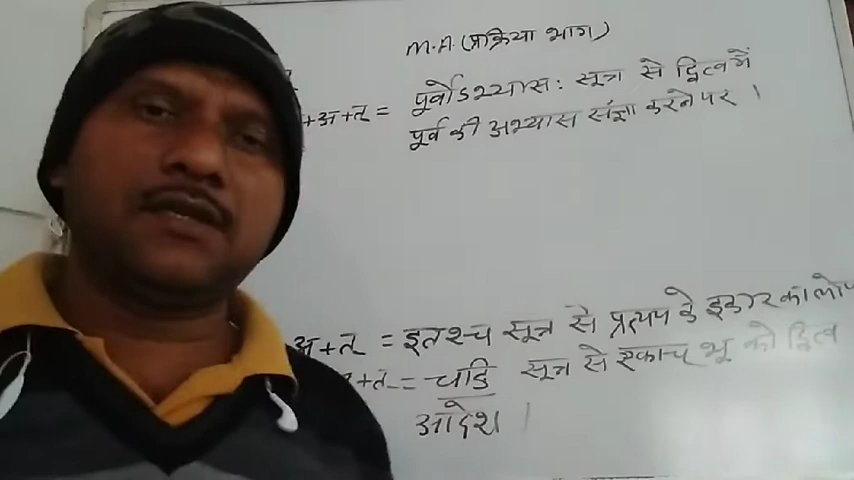 M.A. (प्रक्रिया भाग)
+अ+त् = पूर्वोऽभ्यासः सूत्र से द्वित्व में
पूर्व की अभ्यास संज्ञा करने पर ।
अ+त् = इतश्च सूत्र से प्रत्यय के इकार का लोप
+त् = चङि सूत्र से एकाच् भू को द्वित्व
आदेश ।